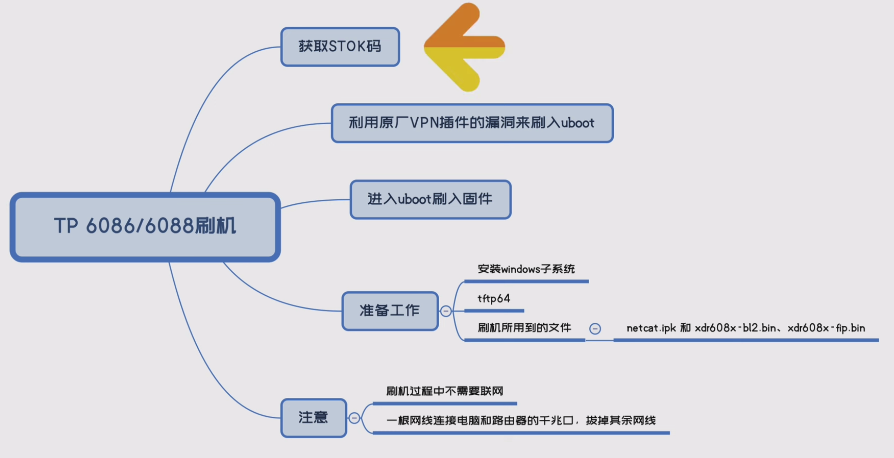 获取STOK码
利用原厂VPN插件的漏洞来刷入uboot
进入uboot刷入固件
TP 6086/6088刷机
准备工作
安装windows子系统
tftp64
刷机所用到的文件
netcat.ipk 和 xdr608x-bl2.bin、xdr608x-fip.bin
注意
刷机过程中不需要联网
一根网线连接电脑和路由器的千兆口，拔掉其余网线